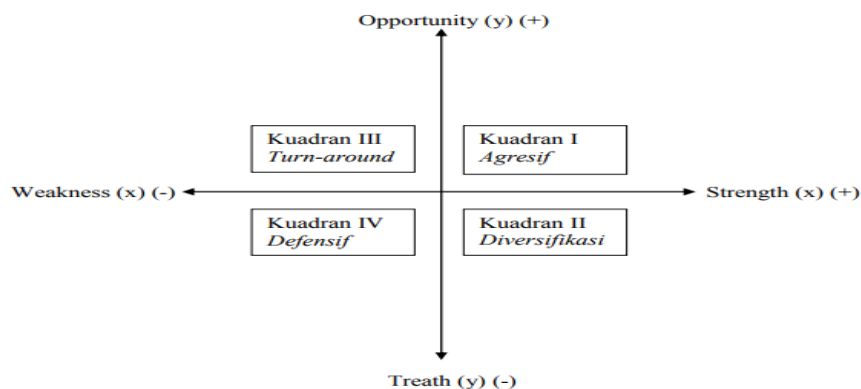 Opportunity (y) (+)
Kuadran III
Turn-around
Kuadran I
Agresif
Weakness (x) (-)
Strength (x) (+)
Kuadran IV
Defensif
Kuadran II
Diversifikasi
Treath (y) (-)